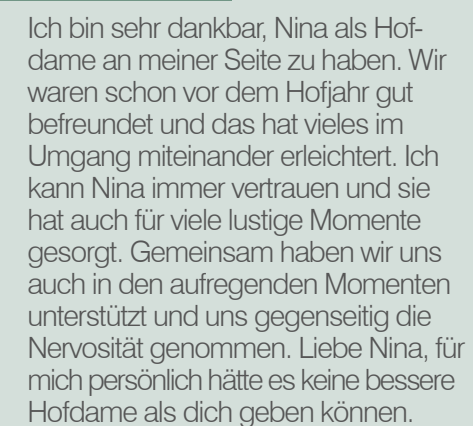 Ich bin sehr dankbar, Nina als Hof-
dame an meiner Seite zu haben. Wir
waren schon vor dem Hofjahr gut
befreundet und das hat vieles im
Umgang miteinander erleichtert. Ich
kann Nina immer vertrauen und sie
hat auch für viele lustige Momente
gesorgt. Gemeinsam haben wir uns
auch in den aufregenden Momenten
unterstützt und uns gegenseitig die
Nervosität genommen. Liebe Nina, für
mich persönlich hätte es keine bessere
Hofdame als dich geben können.